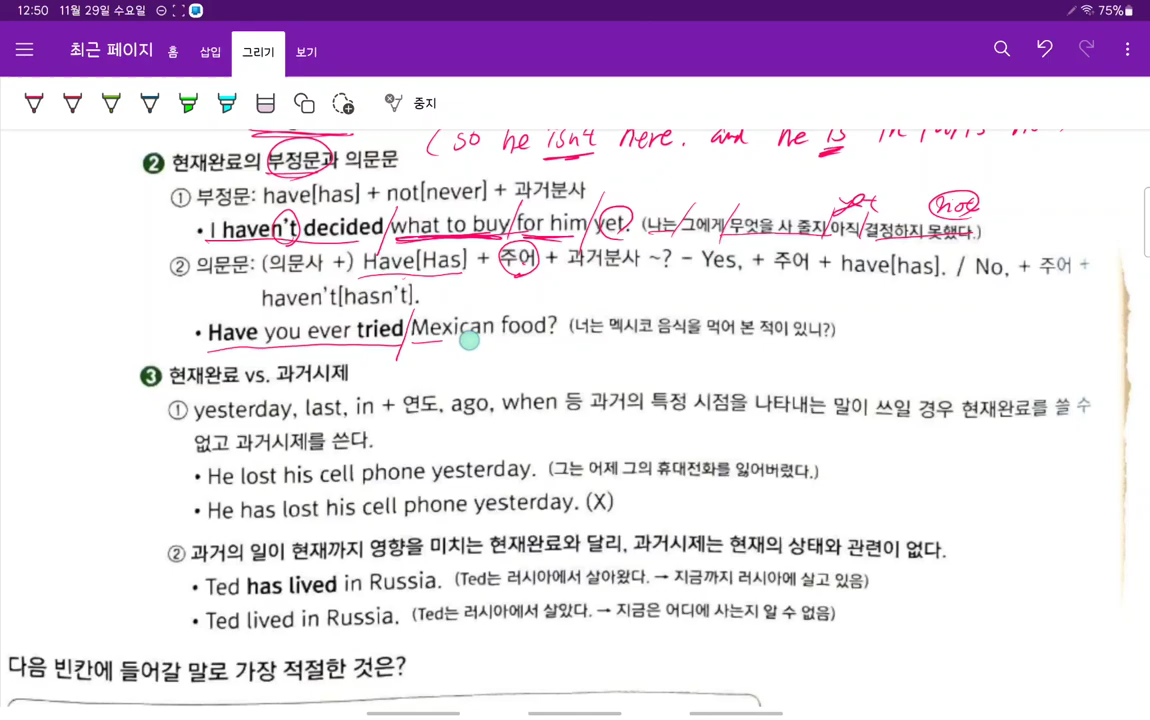 12:50 11월 29일 수요일 75%
최근 페이지 홈 삽입 그리기 보기
중지
(so he isn't here. and he is in
❷ 현재완료의 부정문과 의문문
① 부정문: have[has] + not[never] + 과거분사
yet not
• I haven't decided what to buy for him yet. (나는 그에게 무엇을 사 줄지 아직 결정하지 못했다.)
② 의문문: (의문사 +) Have[Has] + 주어 + 과거분사 ~? – Yes, + 주어 + have[has]. / No, + 주어 +
haven't[hasn't].
• Have you ever tried Mexican food? (너는 멕시코 음식을 먹어 본 적이 있니?)
❸ 현재완료 vs. 과거시제
① yesterday, last, in + 연도, ago, when 등 과거의 특정 시점을 나타내는 말이 쓰일 경우 현재완료를 쓸 수
없고 과거시제를 쓴다.
• He lost his cell phone yesterday. (그는 어제 그의 휴대전화를 잃어버렸다.)
• He has lost his cell phone yesterday. (X)
② 과거의 일이 현재까지 영향을 미치는 현재완료와 달리, 과거시제는 현재의 상태와 관련이 없다.
• Ted has lived in Russia. (Ted는 러시아에서 살아왔다. → 지금까지 러시아에 살고 있음)
• Ted lived in Russia. (Ted는 러시아에서 살았다. → 지금은 어디에 사는지 알 수 없음)
다음 빈칸에 들어갈 말로 가장 적절한 것은?